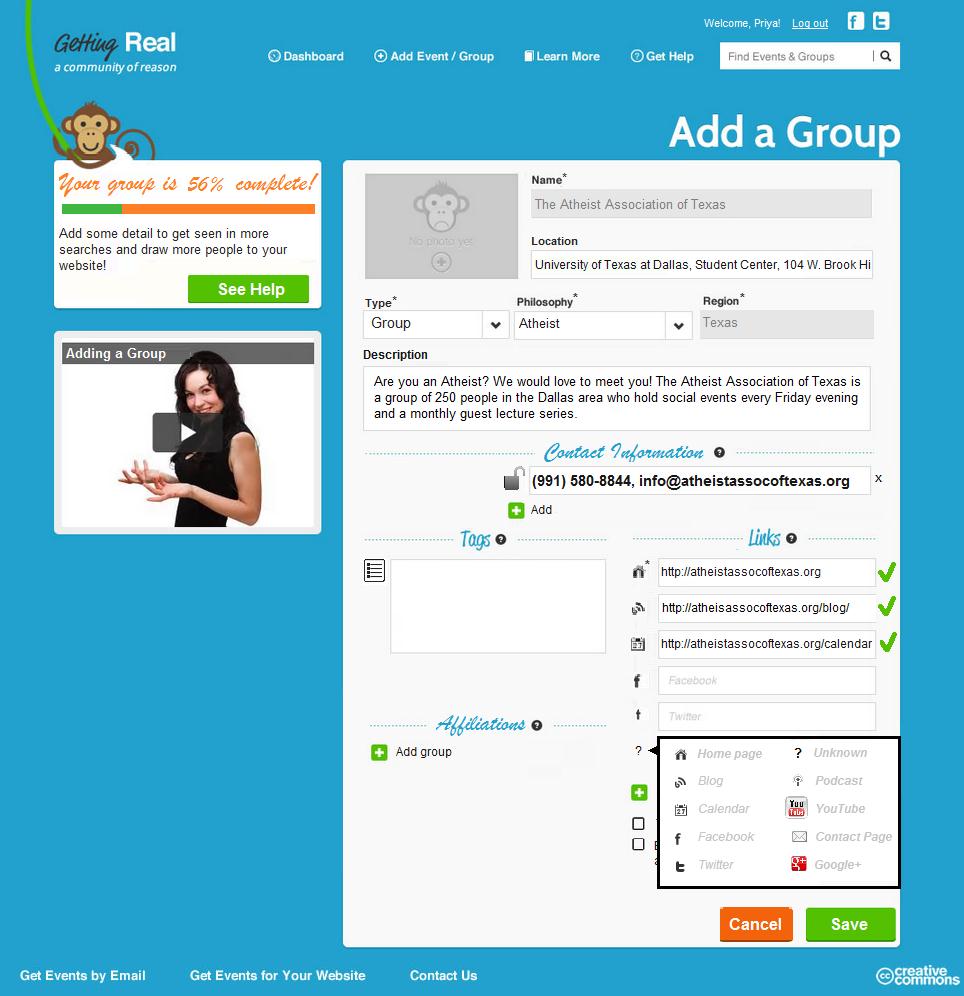 Welcome, Priya! Log out
Getting Real
a community of reason
Dashboard
Add Event / Group
Learn More
Get Help
Find Events & Groups
Add a Group
Your group is 56% complete!
Add some detail to get seen in more
searches and draw more people to your
website!
See Help
Adding a Group
No photo yet
Name*
The Atheist Association of Texas
Location
University of Texas at Dallas, Student Center, 104 W. Brook Hi
Type*
Group
Philosophy*
Atheist
Region*
Texas
Description
Are you an Atheist? We would love to meet you! The Atheist Association of Texas is
a group of 250 people in the Dallas area who hold social events every Friday evening
and a monthly guest lecture series.
Contact Information ?
(991) 580-8844, info@atheistassocoftexas.org x
Add
Tags ?
Links ?
*
http://atheistassocoftexas.org
http://atheisassocoftexas.org/blog/
27 http://atheistassocoftexas.org/calendar
f Facebook
t Twitter
Affiliations ?
Add group
?
Home page
Blog
27 Calendar
f Facebook
t Twitter
? Unknown
Podcast
You Tube YouTube
Contact Page
g+ Google+
Cancel
Save
Get Events by Email
Get Events for Your Website
Contact Us
cc creative commons